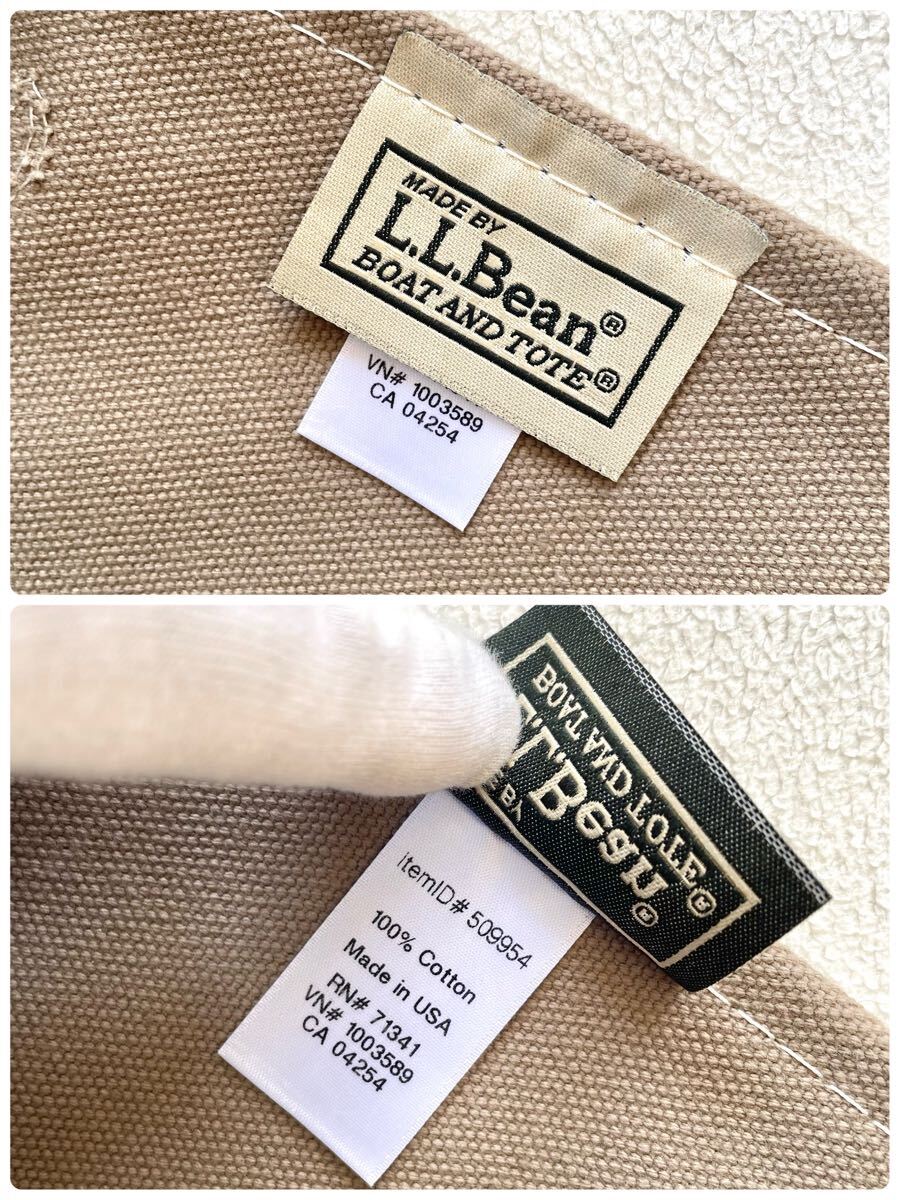 MADE BY
L.L.Bean®
BOAT AND TOTE®
VN# 1003589
CA 04254
BOAT AND TOTE®
Bean®
BY
itemID# 509954
100% Cotton
Made in USA
RN# 71341
VN# 1003589
CA 04254